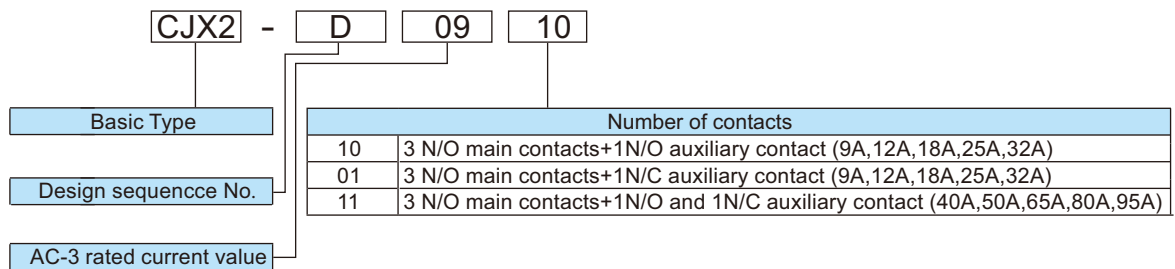 CJX2 - D 09 10
Basic Type
Number of contacts
10 3 N/O main contacts+1N/O auxiliary contact (9A,12A,18A,25A,32A)
01 3 N/O main contacts+1N/C auxiliary contact (9A,12A,18A,25A,32A)
Design sequencce No.
11 3 N/O main contacts+1N/O and 1N/C auxiliary contact (40A,50A,65A,80A,95A)
AC-3 rated current value